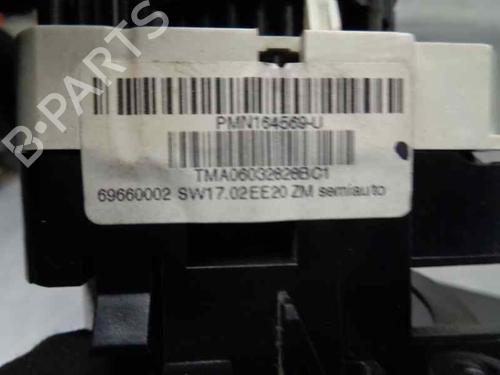 B-PARTS
PMN164569-U
TMA06032628BC1
69660002 SW17.02EE20 ZM semiauto